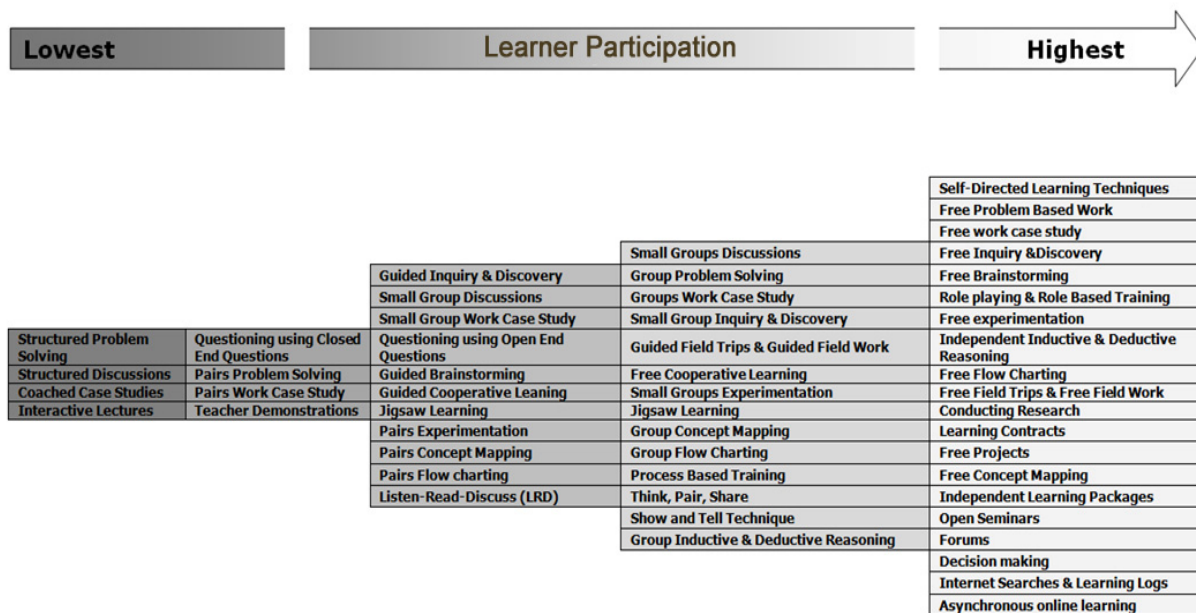 Lowest
Learner Participation
Highest
Structured Problem
Solving
Structured Discussions
Coached Case Studies
Interactive Lectures
Questioning using Closed
End Questions
Pairs Problem Solving
Pairs Work Case Study
Teacher Demonstrations
Guided Inquiry & Discovery
Small Group Discussions
Small Group Work Case Study
Questioning using Open End
Questions
Guided Brainstorming
Guided Cooperative Leaning
Jigsaw Learning
Pairs Experimentation
Pairs Concept Mapping
Pairs Flow charting
Listen-Read-Discuss (LRD)
Small Groups Discussions
Group Problem Solving
Groups Work Case Study
Small Group Inquiry & Discovery
Guided Field Trips & Guided Field Work
Free Cooperative Learning
Small Groups Experimentation
Jigsaw Learning
Group Concept Mapping
Group Flow Charting
Process Based Training
Think, Pair, Share
Show and Tell Technique
Group Inductive & Deductive Reasoning
Self-Directed Learning Techniques
Free Problem Based Work
Free work case study
Free Inquiry &Discovery
Free Brainstorming
Role playing & Role Based Training
Free experimentation
Independent Inductive & Deductive
Reasoning
Free Flow Charting
Free Field Trips & Free Field Work
Conducting Research
Learning Contracts
Free Projects
Free Concept Mapping
Independent Learning Packages
Open Seminars
Forums
Decision making
Internet Searches & Learning Logs
Asynchronous online learning